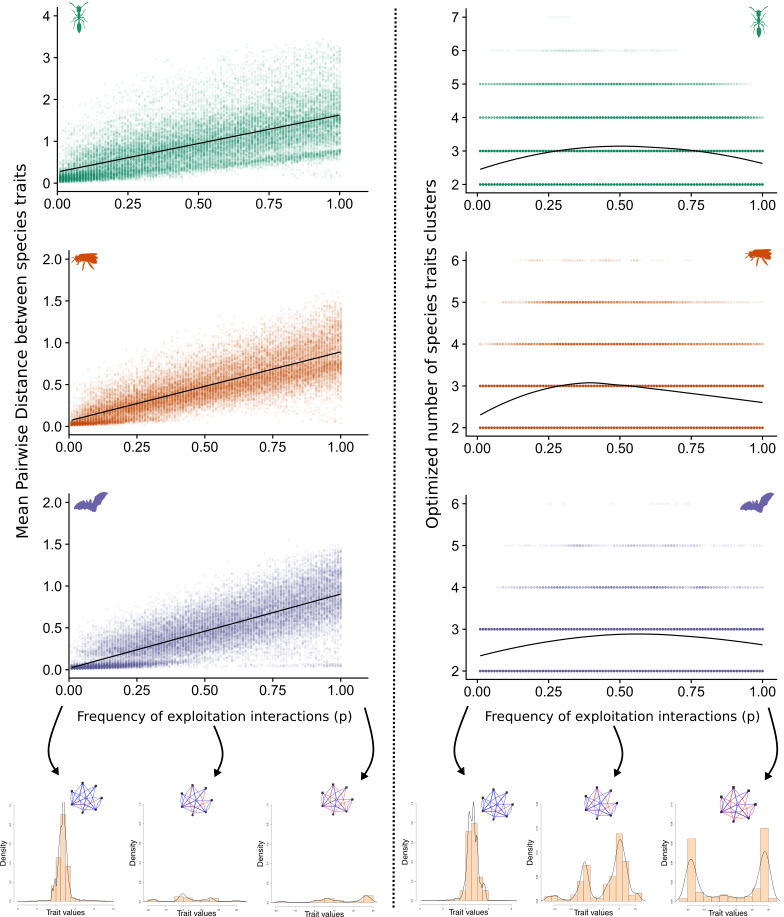 Mean Pairwise Distance between species traits
4
3
2
1
0
0.00 0.25 0.50 0.75 1.00
2.0
1.5
1.0
0.5
0.0
0.00 0.25 0.50 0.75 1.00
2.0
1.5
1.0
0.5
0.0
0.00 0.25 0.50 0.75 1.00
Frequency of exploitation interactions (p)
Density
Trait values
Density
Trait values
Density
Trait values
Optimized number of species traits clusters
7
6
5
4
3
2
0.00 0.25 0.50 0.75 1.00
6
5
4
3
2
0.00 0.25 0.50 0.75 1.00
6
5
4
3
2
0.00 0.25 0.50 0.75 1.00
Frequency of exploitation interactions (p)
Density
Trait values
Density
Trait values
Density
Trait values